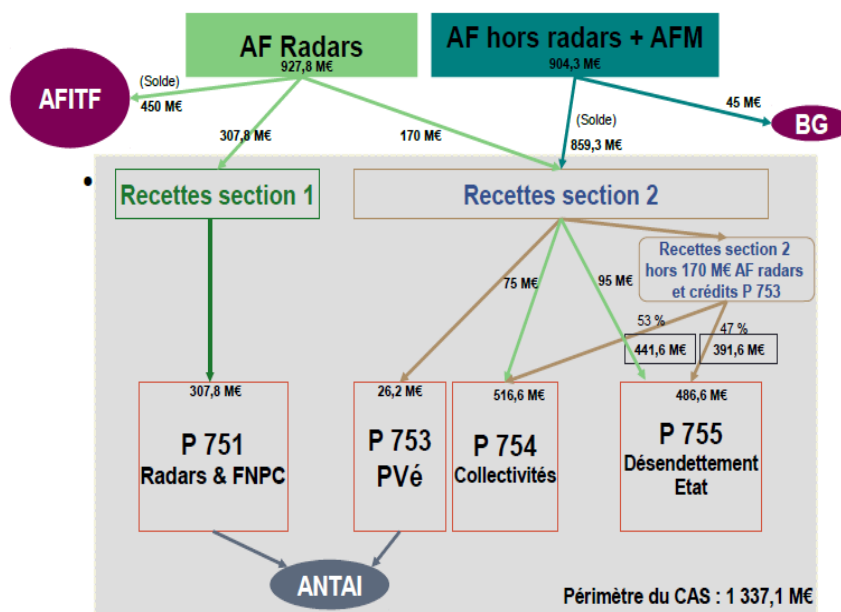 AF Radars
927,8 M€
AF hors radars + AFM
904,3 M€
AFITF
(Solde)
450 M€
45 M€
BG
(Solde)
307,8 M€
170 M€
859,3 M€
Recettes section 1
Recettes section 2
Recettes section 2
hors 170 M€ AF radars
et crédits P 753
75 M€
95 M€
53 %
47 %
441,6 M€
391,6 M€
307,8 M€
P 751
Radars & FNPC
26,2 M€
P 753
PVé
516,6 M€
P 754
Collectivités
486,6 M€
P 755
Désendettement
Etat
ANTAI
Périmètre du CAS : 1 337,1 M€